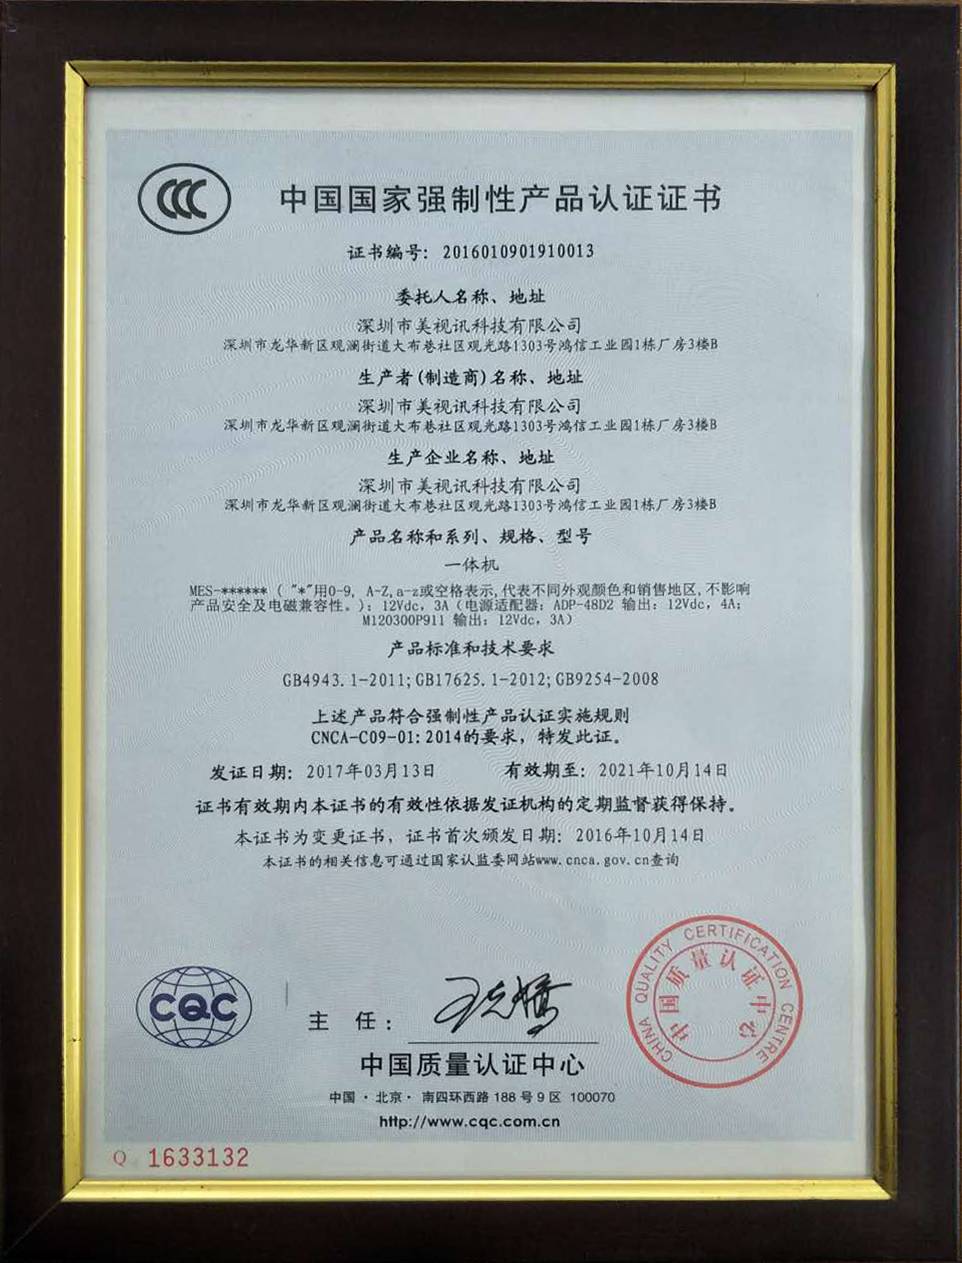 CCC
中国国家强制性产品认证证书
证书编号: 2016010901910013
委托人名称、地址
深圳市美视讯科技有限公司
深圳市龙华新区观澜街道大布巷社区观光路1303号鸿信工业园1栋厂房3楼B
生产者(制造商)名称、地址
深圳市美视讯科技有限公司
深圳市龙华新区观澜街道大布巷社区观光路1303号鸿信工业园1栋厂房3楼B
生产企业名称、地址
深圳市美视讯科技有限公司
深圳市龙华新区观澜街道大布巷社区观光路1303号鸿信工业园1栋厂房3楼B
产品名称和系列、规格、型号
一体机
MES-****** ( "*"用0-9, A-Z,a-z或空格表示,代表不同外观颜色和销售地区,不影响
产品安全及电磁兼容性。): 12Vdc, 3A (电源适配器: ADP-48D2 输出: 12Vdc, 4A;
M120300P911 输出: 12Vdc, 3A)
产品标准和技术要求
GB4943.1-2011;GB17625.1-2012;GB9254-2008
上述产品符合强制性产品认证实施规则
CNCA-C09-01:2014的要求, 特发此证。
发证日期: 2017年03月13日 有效期至: 2021年10月14日
证书有效期内本证书的有效性依据发证机构的定期监督获得保持。
本证书为变更证书, 证书首次颁发日期: 2016年10月14日
本证书的相关信息可通过国家认监委网站www.cnca.gov.cn查询
CQC
主 任:
CHINA QUALITY CERTIFICATION CENTRE
中国质量认证中心
中国质量认证中心
中国·北京·南四环西路 188 号 9 区 100070
http://www.cqc.com.cn
Q 1633132